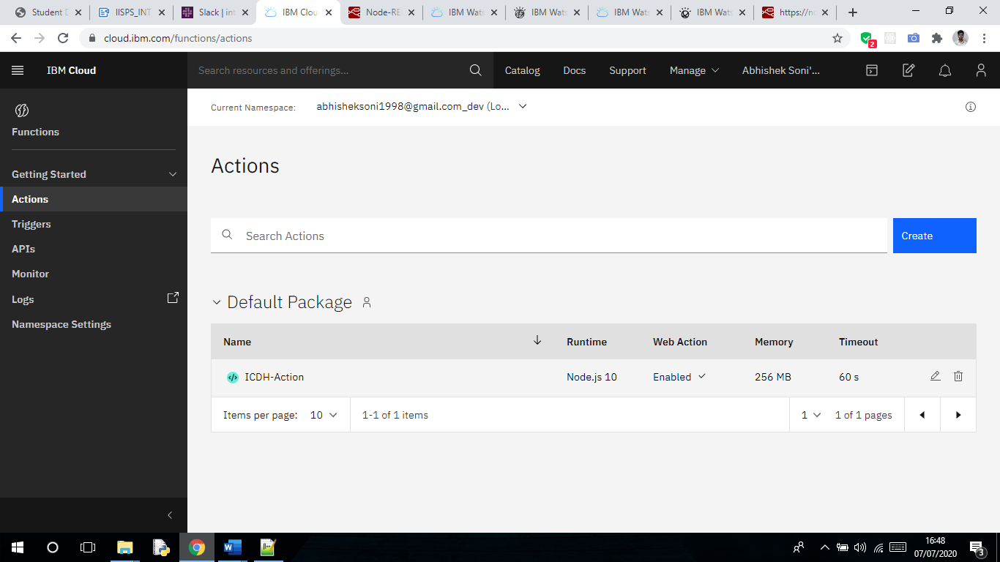 Student D
IISPS_INT
Slack | int
IBM Clou
Node-RE
IBM Wats
IBM Wats
IBM Wats
IBM Wats
https://no
cloud.ibm.com/functions/actions
2
IBM Cloud
Search resources and offerings...
Catalog
Docs
Support
Manage
Abhishek Soni'...
Current Namespace:
abhisheksoni1998@gmail.com_dev (Lo...
Functions
Getting Started
Actions
Triggers
APIs
Monitor
Logs
Namespace Settings
Actions
Search Actions
Create
Default Package
Name Runtime Web Action Memory Timeout
ICDH-Action Node.js 10 Enabled 256 MB 60 s
Items per page: 10 1-1 of 1 items 1 1 of 1 pages
16:48
07/07/2020
3